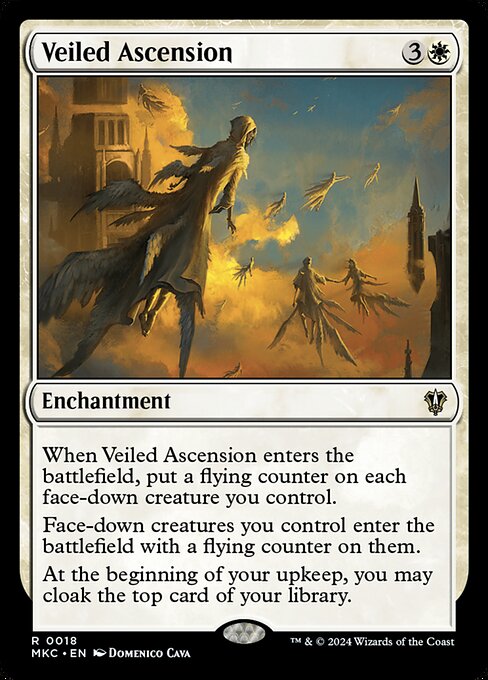 Veiled Ascension 3
Enchantment
When Veiled Ascension enters the
battlefield, put a flying counter on each
face-down creature you control.
Face-down creatures you control enter the
battlefield with a flying counter on them.
At the beginning of your upkeep, you may
cloak the top card of your library.
R 0018
™ & © 2024 Wizards of the Coast
MKC • EN Domenico Cava